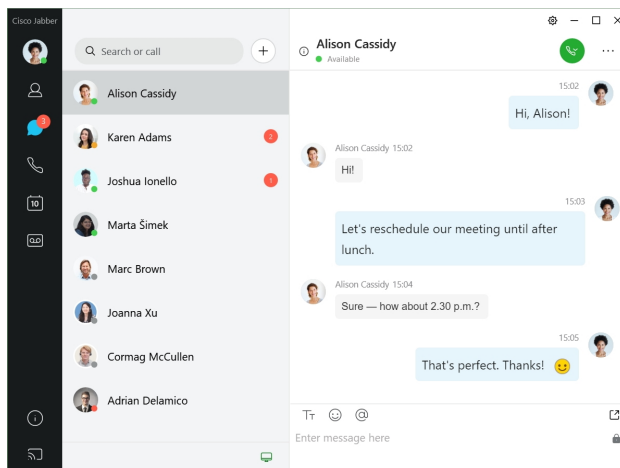 Cisco Jabber
3
10
Search or call
Alison Cassidy
Karen Adams
2
Joshua Ionello
1
Marta Šimek
Marc Brown
Joanna Xu
Cormag McCullen
Adrian Delamico
Alison Cassidy
Available
15:02
Hi, Alison!
Alison Cassidy 15:02
Hi!
15:03
Let's reschedule our meeting until after
lunch.
Alison Cassidy 15:04
Sure — how about 2.30 p.m.?
15:05
That's perfect. Thanks!
TT
@
Enter message here